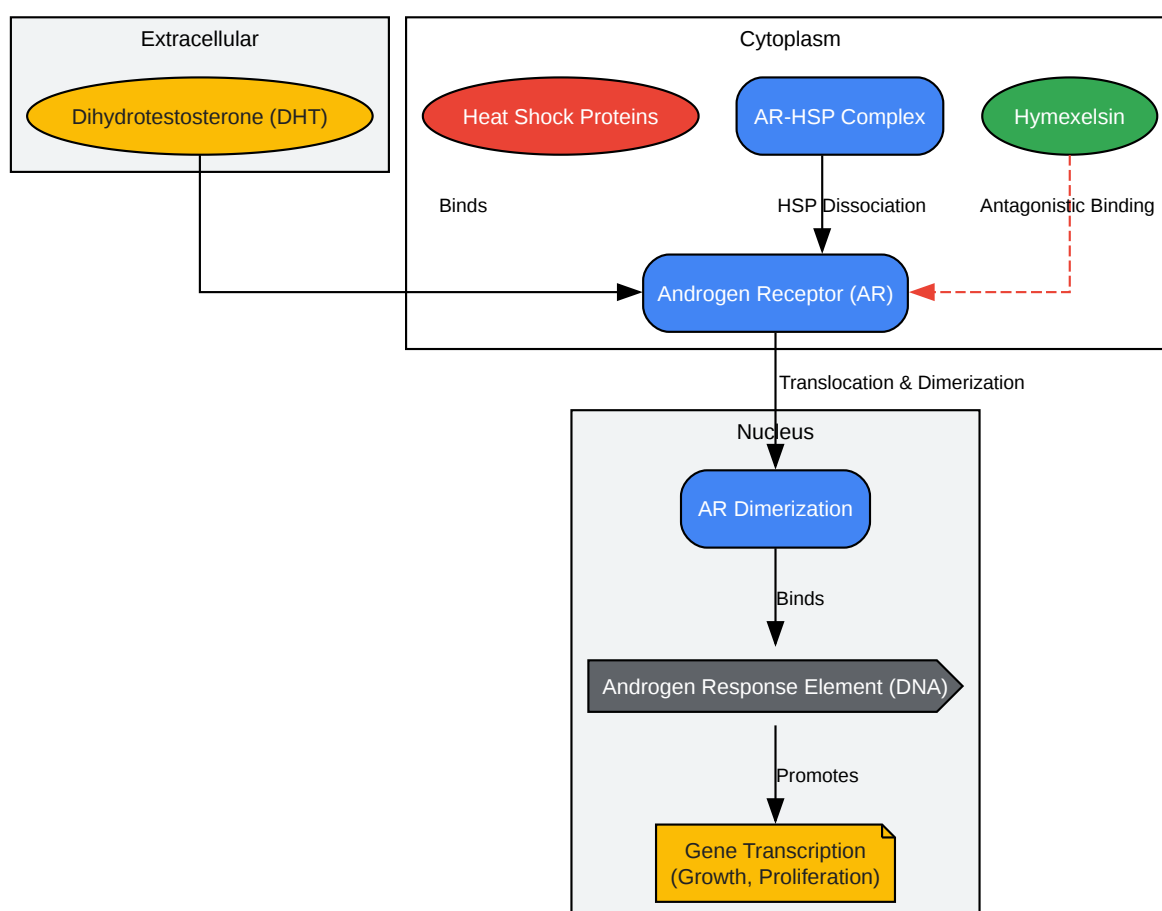 Extracellular
Cytoplasm
Dihydrotestosterone (DHT)
Heat Shock Proteins
AR-HSP Complex
Hymexelsin
Binds
HSP Dissociation
Antagonistic Binding
Androgen Receptor (AR)
Translocation & Dimerization
Nucleus
AR Dimerization
Binds
Androgen Response Element (DNA)
Promotes
Gene Transcription
(Growth, Proliferation)